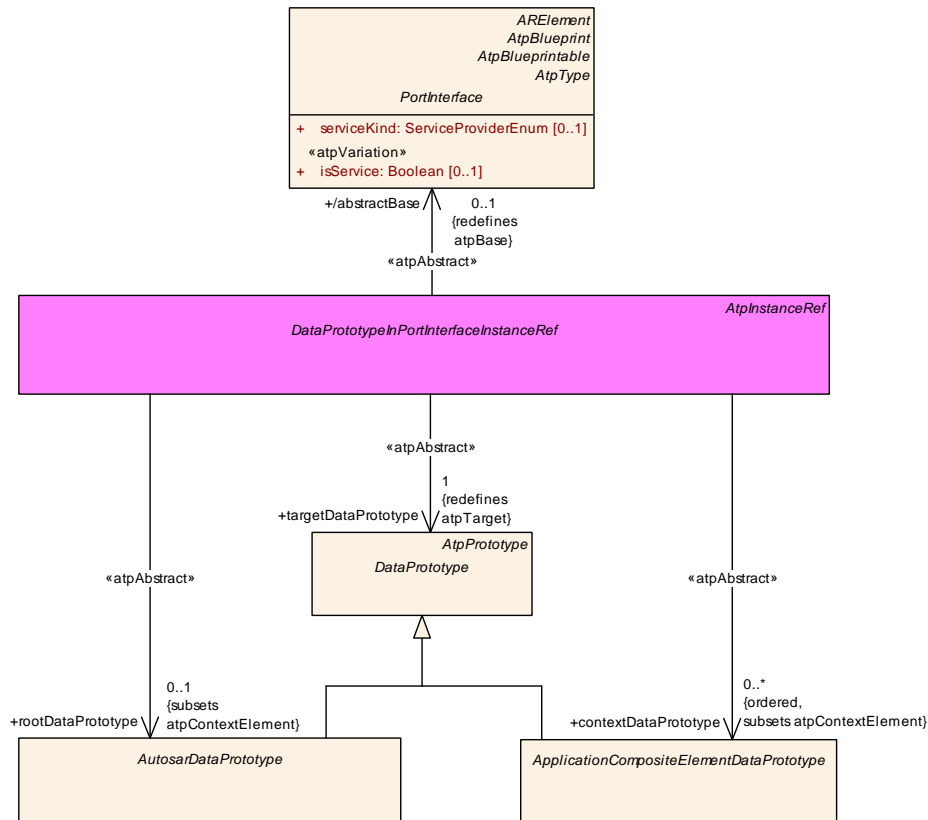 ARElement
AtpBlueprint
AtpBlueprintable
AtpType
PortInterface
+ serviceKind: ServiceProviderEnum [0..1]
«atpVariation»
+ isService: Boolean [0..1]
+/abstractBase 0..1
{redefines
atpBase}
«atpAbstract»
AtpInstanceRef
DataPrototypeInPortInterfaceInstanceRef
«atpAbstract»
1
{redefines
+targetDataPrototype atpTarget}
AtpPrototype
DataPrototype
«atpAbstract» «atpAbstract»
0..1
{subsets
+rootDataPrototype atpContextElement}
0..*
{ordered,
+contextDataPrototype subsets atpContextElement}
AutosarDataPrototype
ApplicationCompositeElementDataPrototype